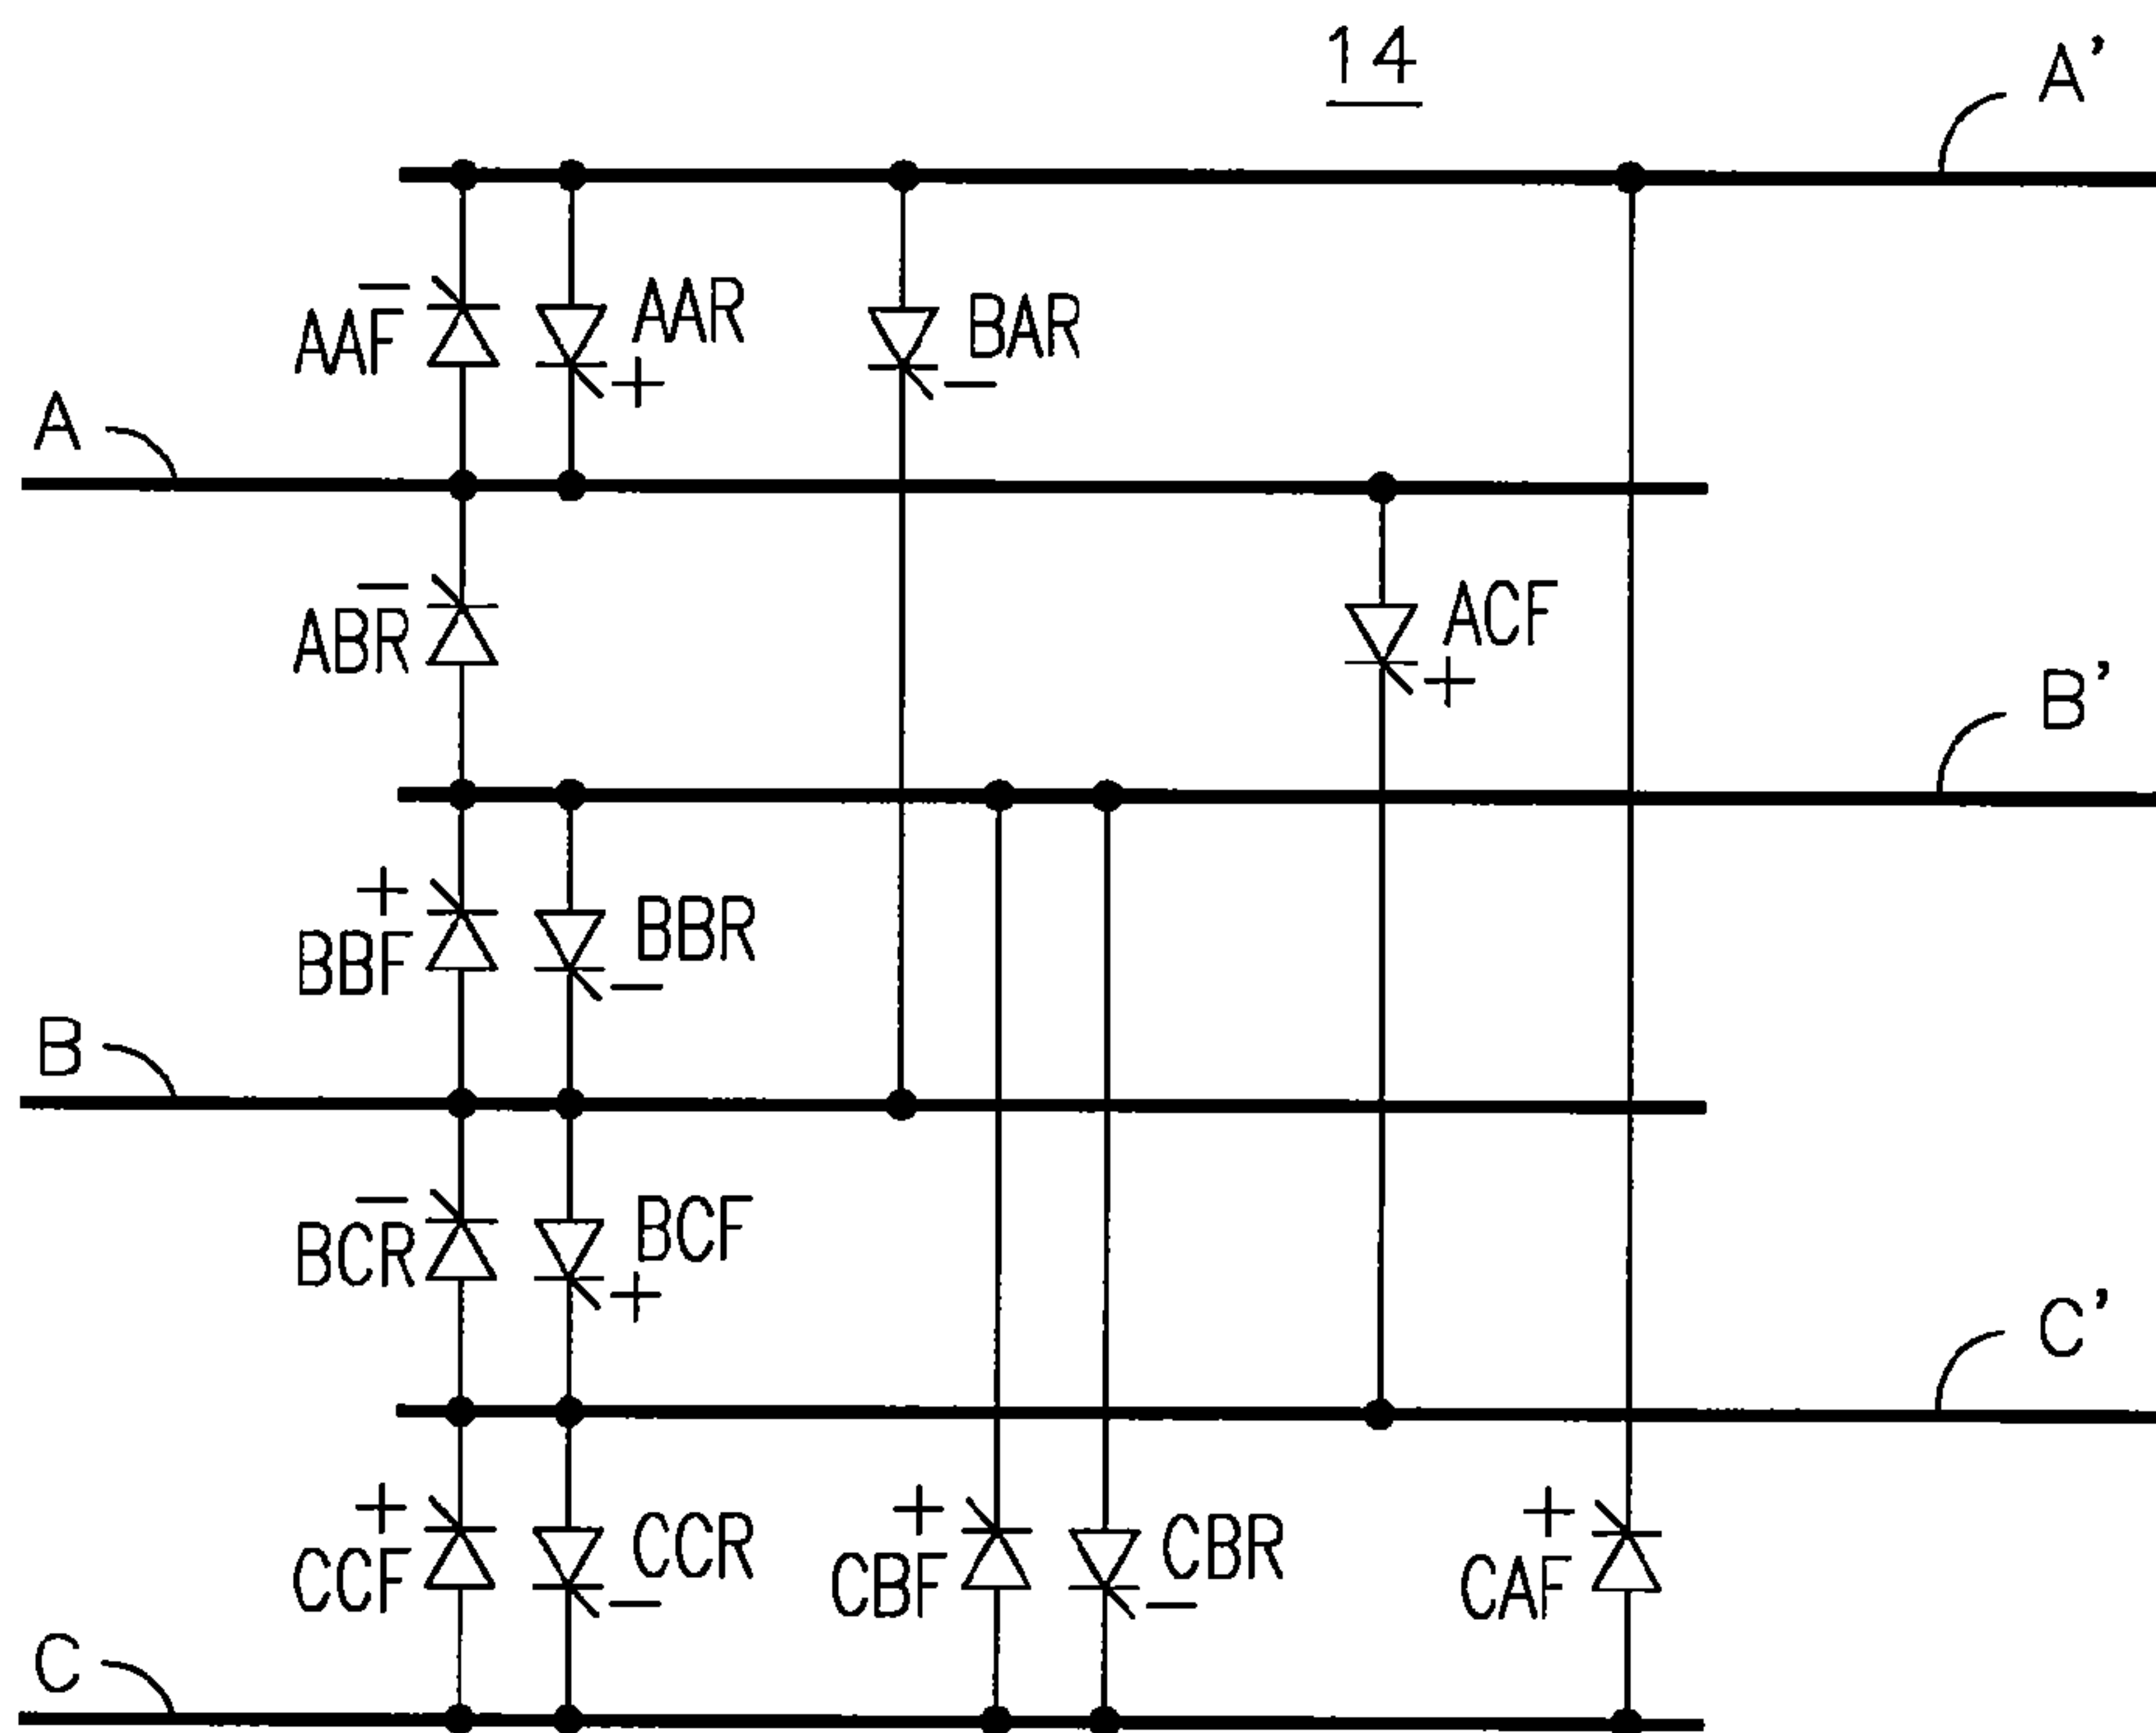 14
A'
AAF −
AAR +
BAR −
A
ABR −
ACF +
B'
BBF +
BBR −
B
BCR −
BCF +
C'
CCF +
CCR −
CBF +
CBR −
CAF +
C